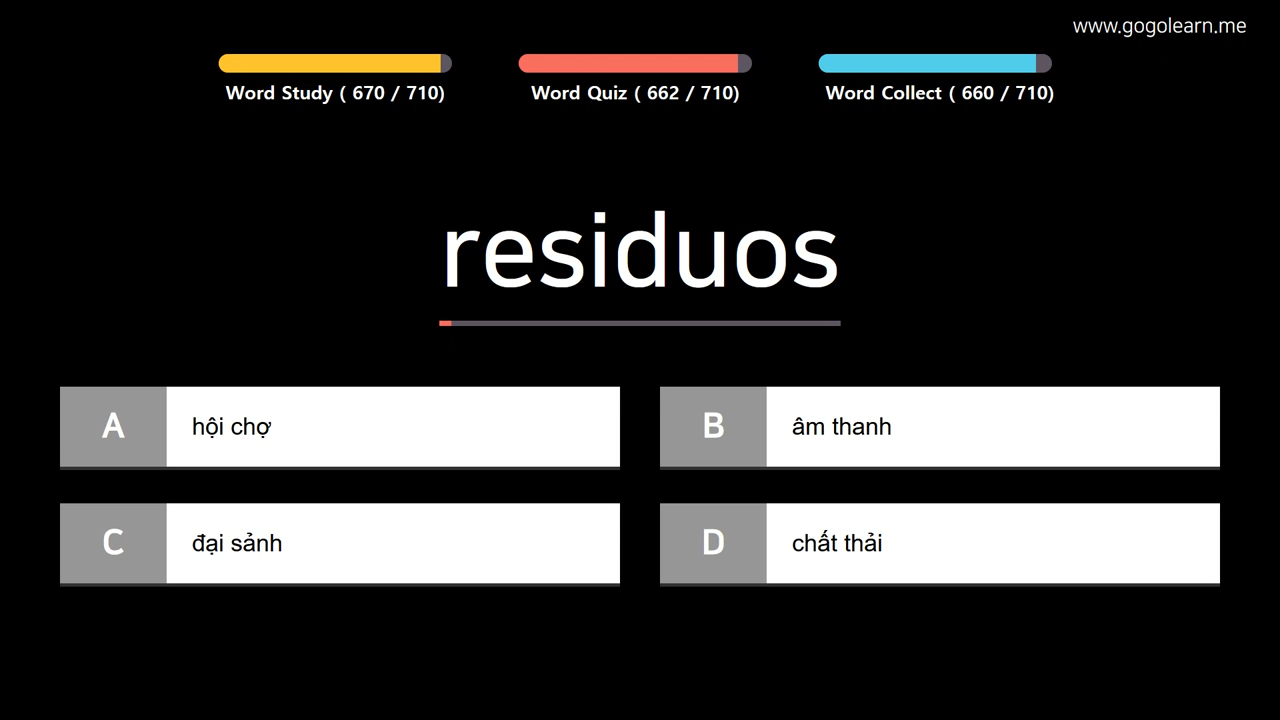 www.gogolearn.me
Word Study ( 670 / 710)
Word Quiz ( 662 / 710)
Word Collect ( 660 / 710)
residuos
A
hội chợ
B
âm thanh
C
đại sảnh
D
chất thải